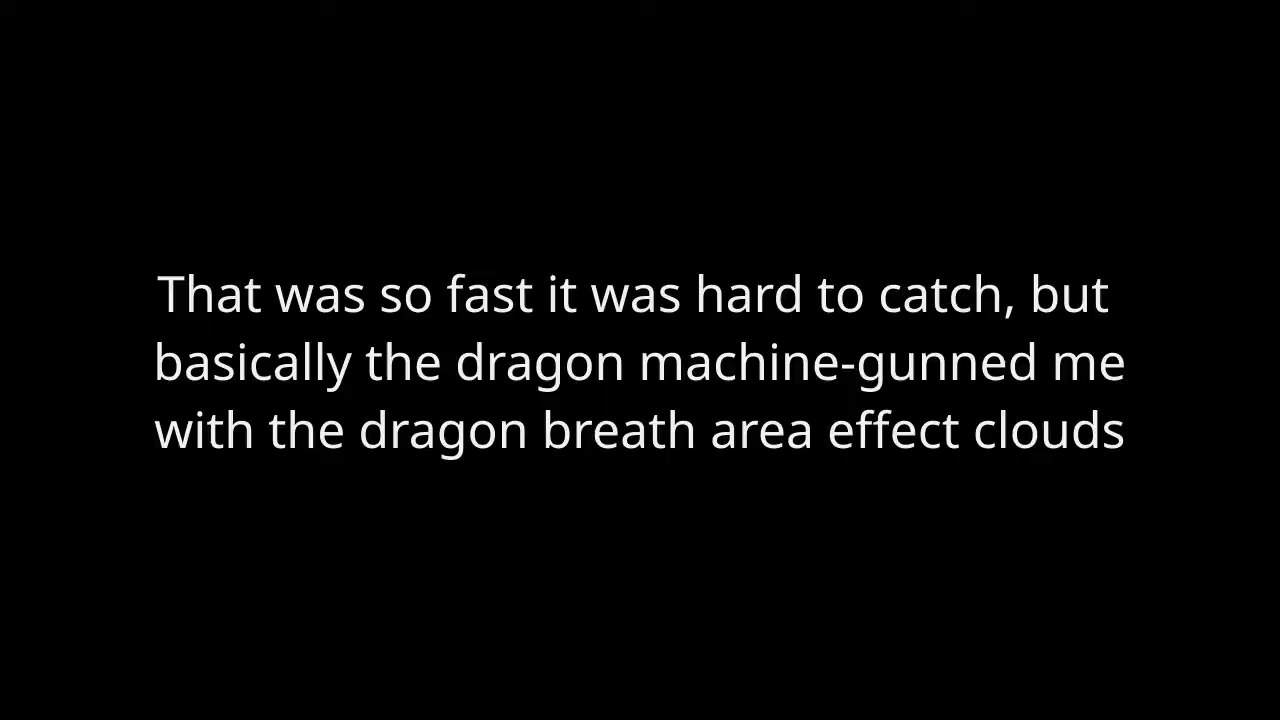 That was so fast it was hard to catch, but
basically the dragon machine-gunned me
with the dragon breath area effect clouds